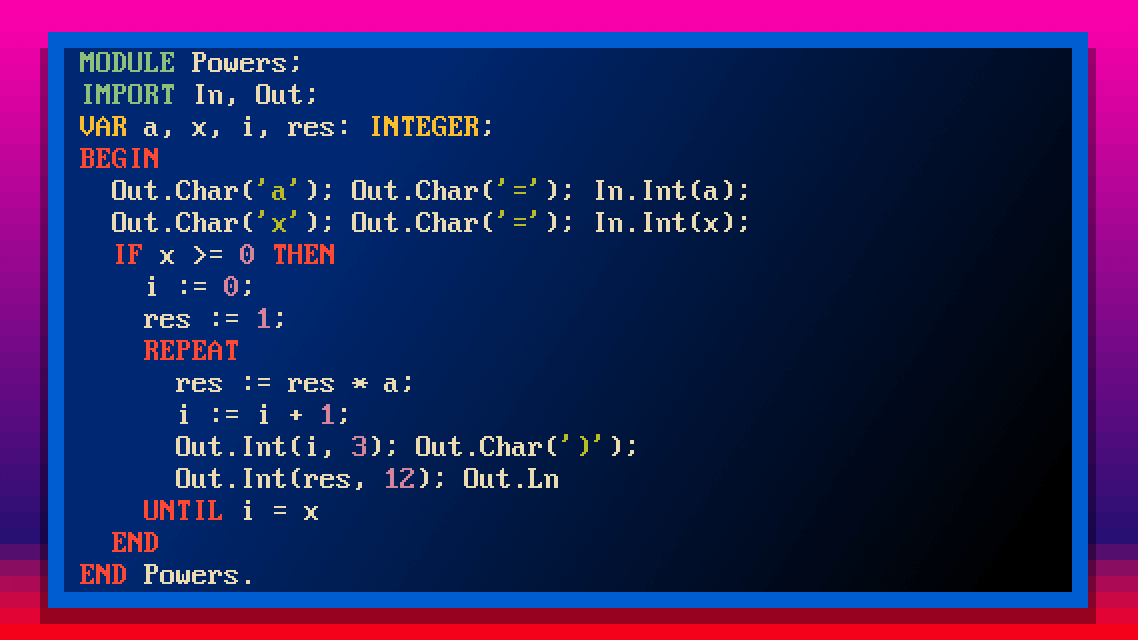 MODULE Powers;
IMPORT In, Out;
VAR a, x, i, res: INTEGER;
BEGIN
  Out.Char('a'); Out.Char('='); In.Int(a);
  Out.Char('x'); Out.Char('='); In.Int(x);
  IF x >= 0 THEN
    i := 0;
    res := 1;
    REPEAT
      res := res * a;
      i := i + 1;
      Out.Int(i, 3); Out.Char(')');
      Out.Int(res, 12); Out.Ln
    UNTIL i = x
  END
END Powers.